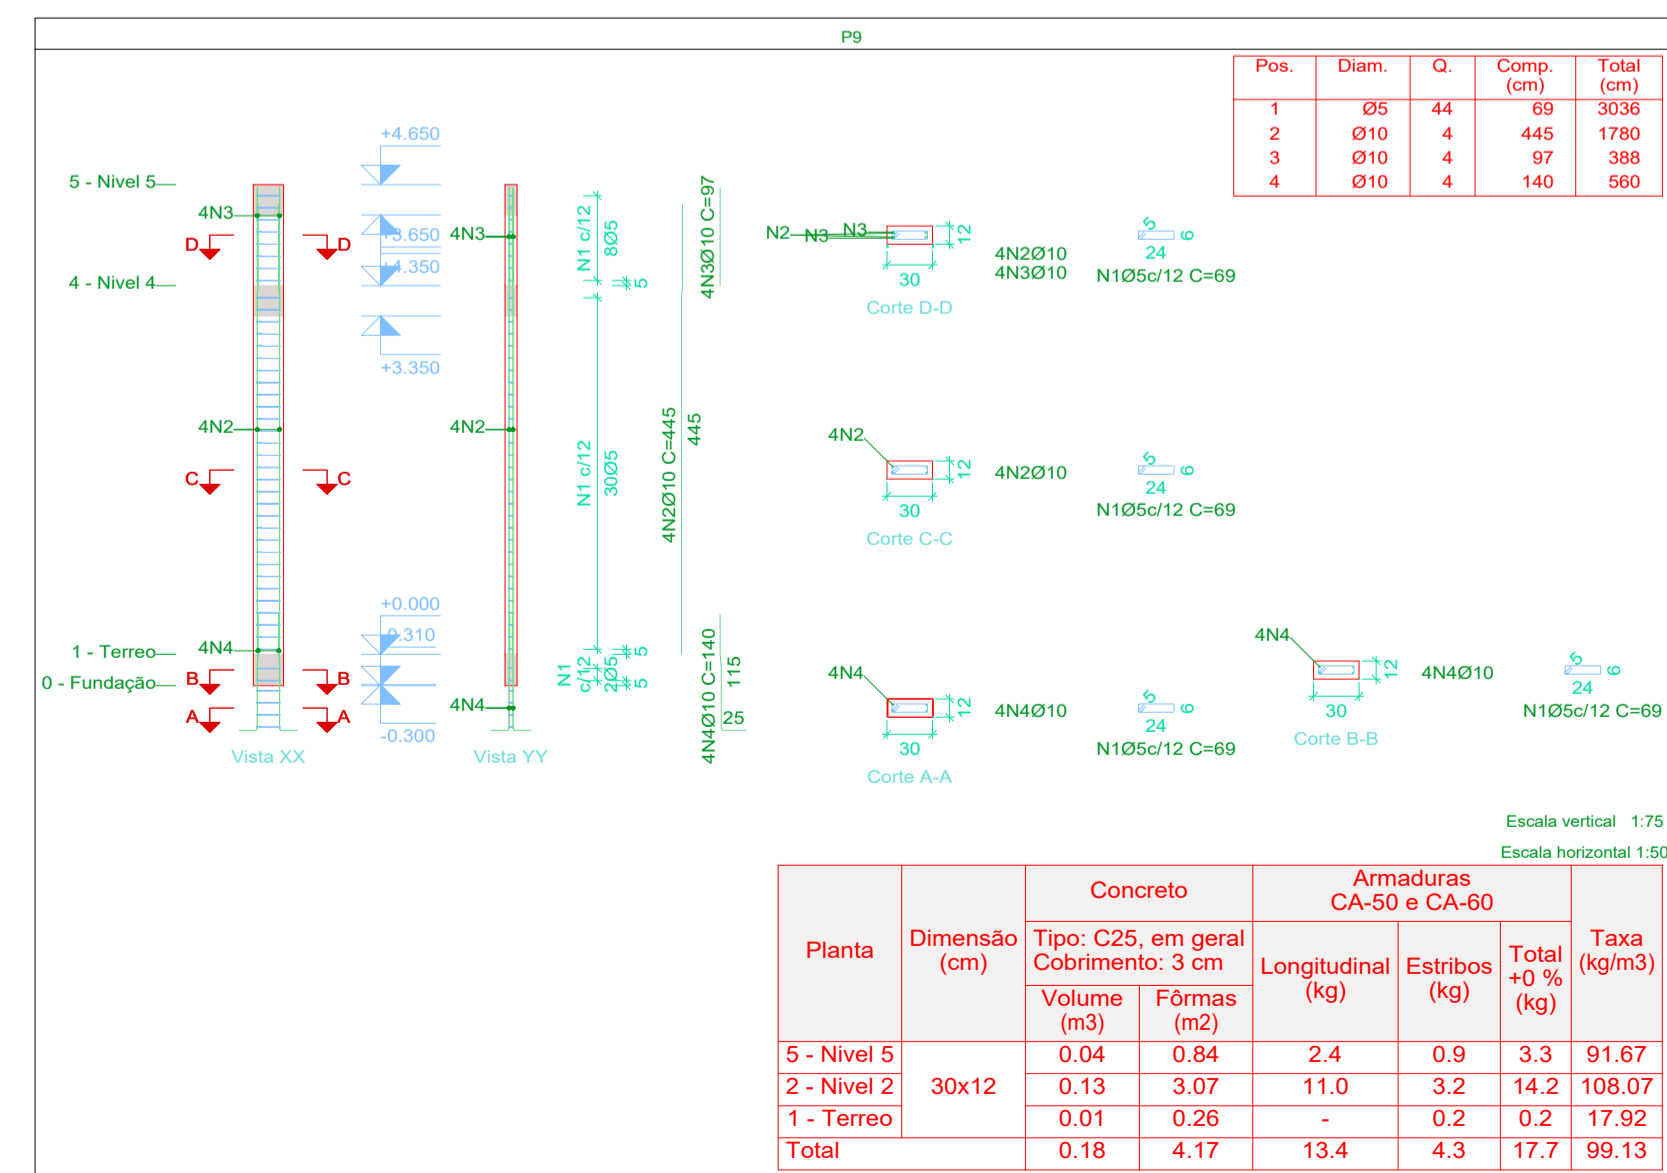 P9
Pos. Diam. Q. Comp. (cm) Total (cm)
1 Ø5 44 69 3036
2 Ø10 4 445 1780
3 Ø10 4 97 388
4 Ø10 4 140 560
5 - Nivel 5
4N3
D D
4 - Nivel 4
4N2
C C
1 - Terreo
4N4
0 - Fundação
B B
A A
Vista XX
+4.650
+3.650
+4.350
+3.350
+0.000
0.310
-0.300
4N3
4N2
4N4
Vista YY
N1 c/12
8Ø5
5
N1 c/12
30Ø5
5
N1
c/12
2Ø5
5
4N3Ø10 C=97
4N2Ø10 C=445
445
4N4Ø10 C=140
115
25
N2 N3 N3
12
30
Corte D-D
4N2Ø10
4N3Ø10
5
6
24
N1Ø5c/12 C=69
4N2
12
30
Corte C-C
4N2Ø10
5
6
24
N1Ø5c/12 C=69
4N4
12
30
Corte A-A
4N4Ø10
5
6
24
N1Ø5c/12 C=69
4N4
12
30
Corte B-B
4N4Ø10
5
6
24
N1Ø5c/12 C=69
Escala vertical 1:75
Escala horizontal 1:50
Planta
Dimensão
(cm)
Concreto
Tipo: C25, em geral
Cobrimento: 3 cm
Volume
(m3)
Fôrmas
(m2)
Armaduras
CA-50 e CA-60
Longitudinal
(kg)
Estribos
(kg)
Total
+0 %
(kg)
Taxa
(kg/m3)
5 - Nivel 5 0.04 0.84 2.4 0.9 3.3 91.67
2 - Nivel 2 30x12 0.13 3.07 11.0 3.2 14.2 108.07
1 - Terreo 0.01 0.26 - 0.2 0.2 17.92
Total 0.18 4.17 13.4 4.3 17.7 99.13